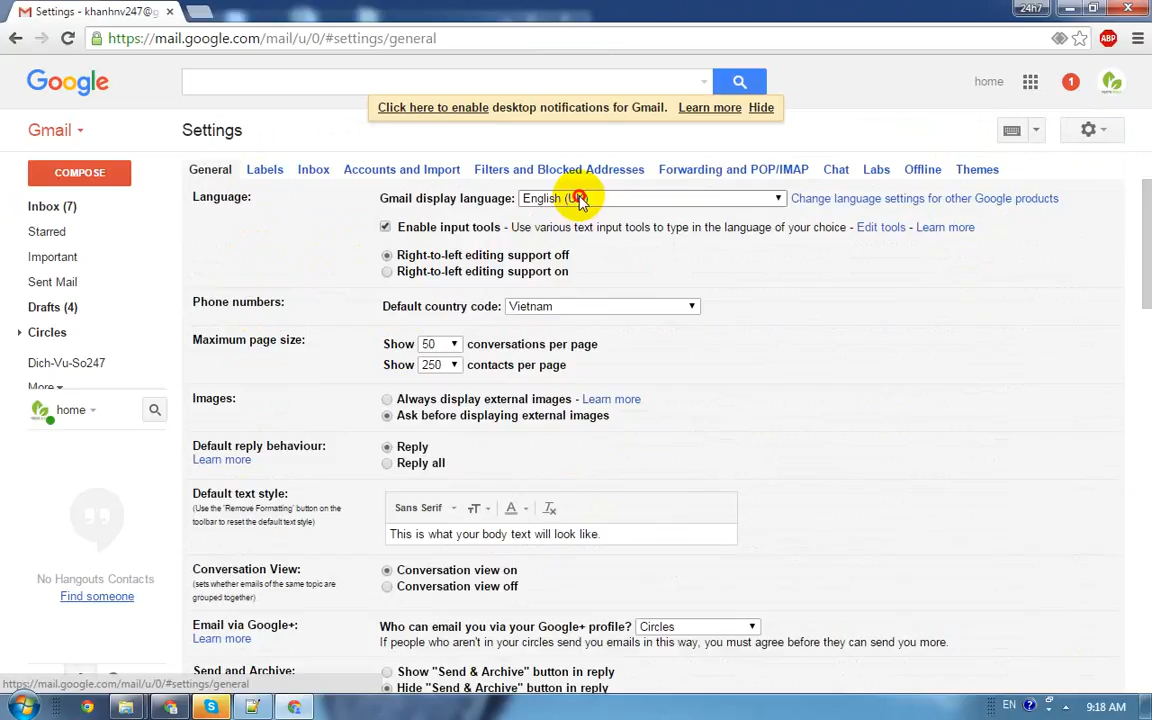 Settings - khanhnv247@g
24h7
https://mail.google.com/mail/u/0/#settings/general
ABP
Google
home
1
Click here to enable desktop notifications for Gmail. Learn more Hide
Gmail
Settings
COMPOSE
Inbox (7)
Starred
Important
Sent Mail
Drafts (4)
Circles
Dich-Vu-So247
More
home
No Hangouts Contacts
Find someone
General Labels Inbox Accounts and Import Filters and Blocked Addresses Forwarding and POP/IMAP Chat Labs Offline Themes
Language: Gmail display language: English Change language settings for other Google products
Enable input tools - Use various text input tools to type in the language of your choice - Edit tools - Learn more
Right-to-left editing support off
Right-to-left editing support on
Phone numbers: Default country code: Vietnam
Maximum page size: Show 50 conversations per page
Show 250 contacts per page
Images: Always display external images - Learn more
Ask before displaying external images
Default reply behaviour: Reply
Learn more Reply all
Default text style:
(Use the 'Remove Formatting' button on the toolbar to reset the default text style)
Sans Serif
This is what your body text will look like.
Conversation View: Conversation view on
(sets whether emails of the same topic are grouped together)
Conversation view off
Email via Google+: Who can email you via your Google+ profile? Circles
Learn more If people who aren't in your circles send you emails in this way, you must agree before they can send you more.
Send and Archive: Show "Send & Archive" button in reply
Hide "Send & Archive" button in reply
https://mail.google.com/mail/u/0/#settings/general
EN
9:18 AM